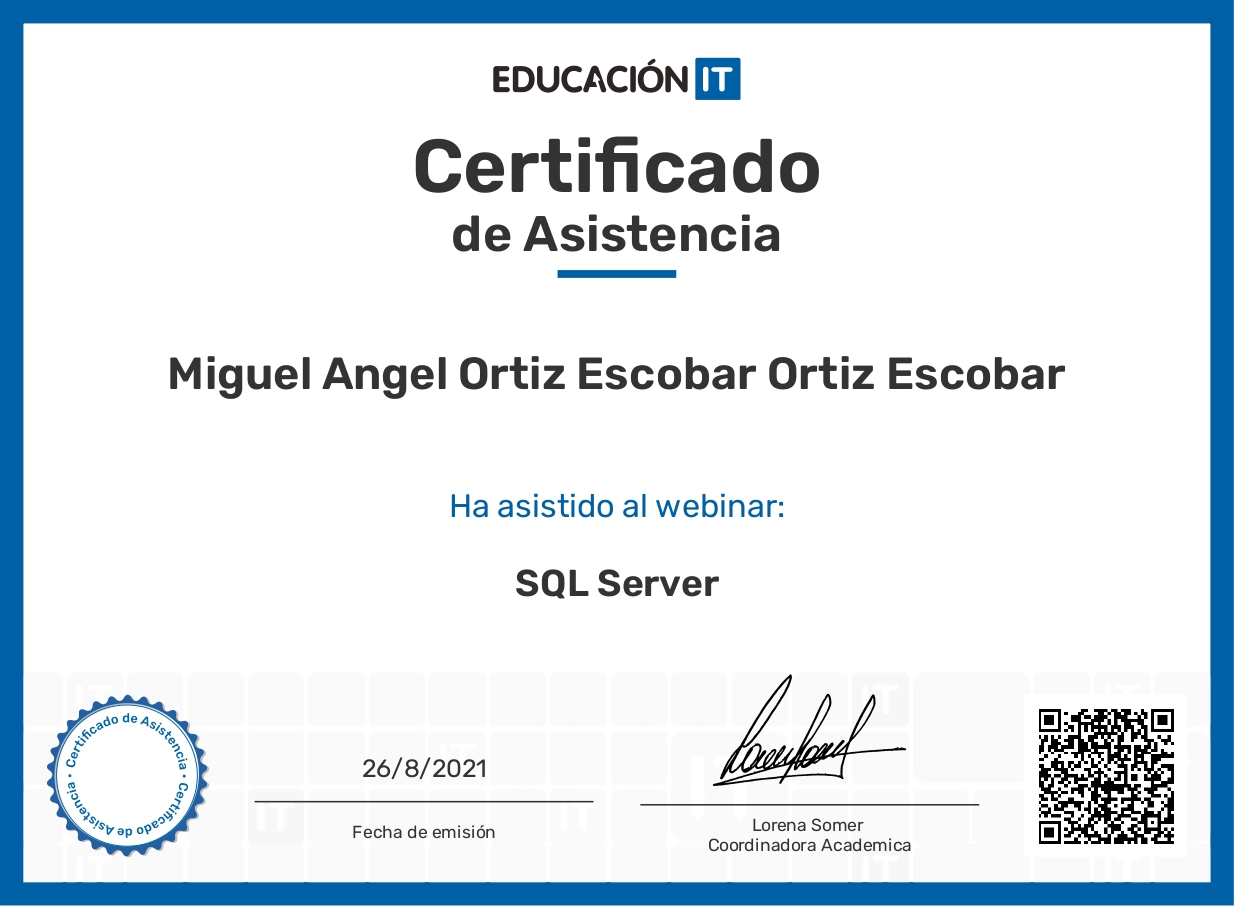 EDUCACIÓN IT
Certificado
de Asistencia
Miguel Angel Ortiz Escobar Ortiz Escobar
Ha asistido al webinar:
SQL Server
Certificado de Asistencia • Certificado de Asistencia •
26/8/2021
Fecha de emisión
Lorena Somer
Coordinadora Academica